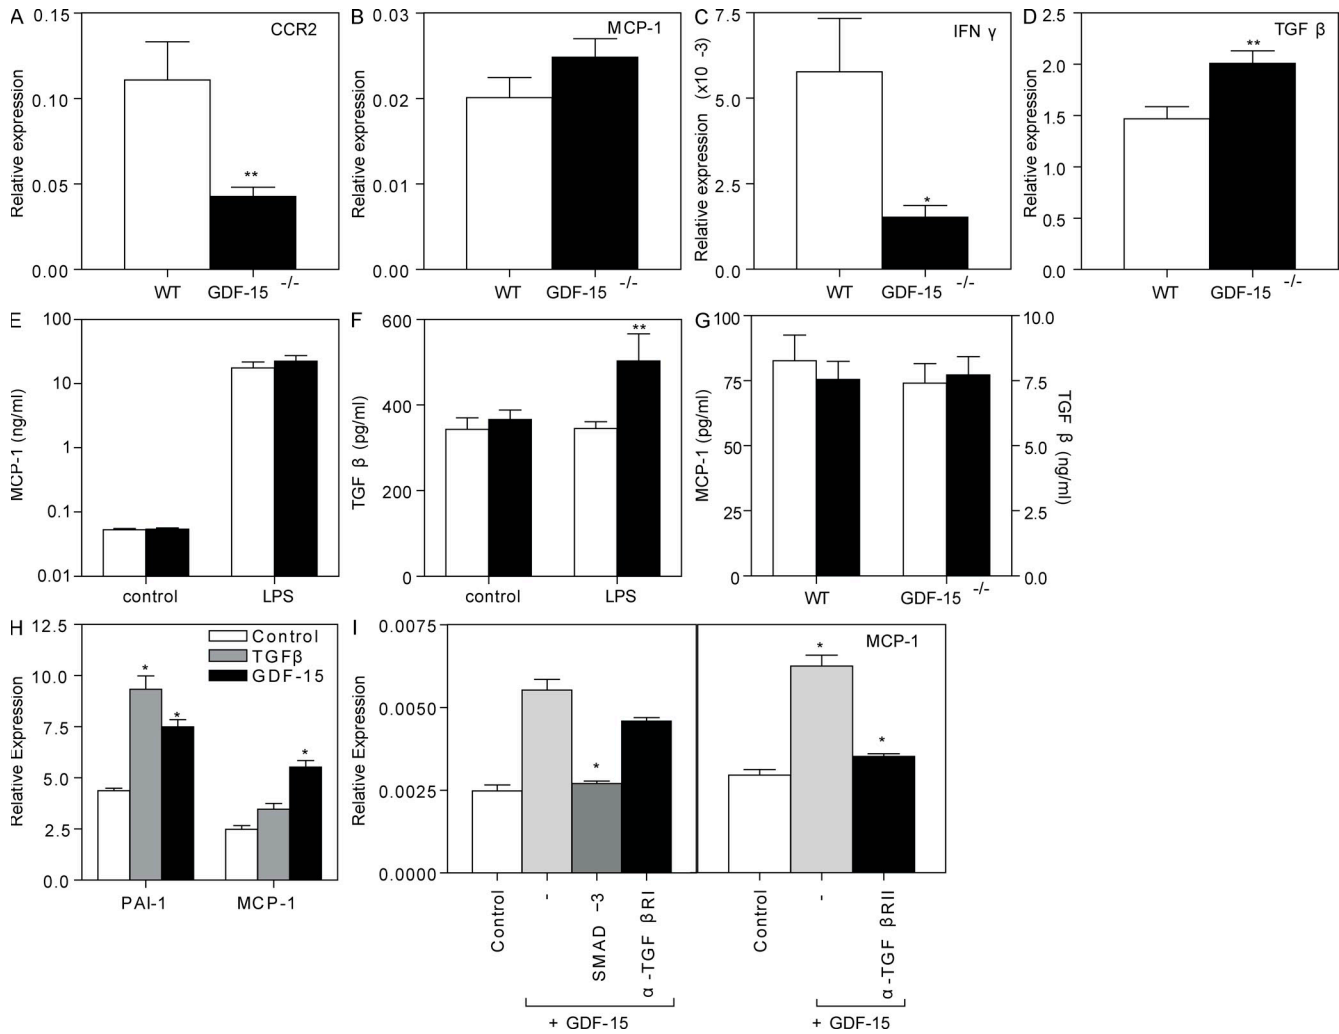 A
0.15
0.10
0.05
0.00
Relative expression
CCR2
**
WT
GDF-15 -/-
B
0.03
0.02
0.01
0.00
Relative expression
MCP-1
WT
GDF-15 -/-
C
7.5
5.0
2.5
0.0
Relative expression (x10 -3)
IFN γ
*
WT
GDF-15 -/-
D
2.5
2.0
1.5
1.0
0.5
0.0
Relative expression
TGF β
**
WT
GDF-15 -/-
E
100
10
1
0.1
0.01
MCP-1 (ng/ml)
control
LPS
F
600
400
200
0
TGF β (pg/ml)
**
control
LPS
G
100
75
50
25
0
MCP-1 (pg/ml)
10.0
7.5
5.0
2.5
0.0
TGF β (ng/ml)
WT
GDF-15 -/-
H
12.5
10.0
7.5
5.0
2.5
0.0
Relative Expression
Control
TGFβ
GDF-15
*
*
*
PAI-1
MCP-1
I
0.0075
0.0050
0.0025
0.0000
Relative Expression
MCP-1
*
*
*
Control
-
SMAD -3
α -TGF βRI
+ GDF-15
Control
-
α -TGF βRII
+ GDF-15